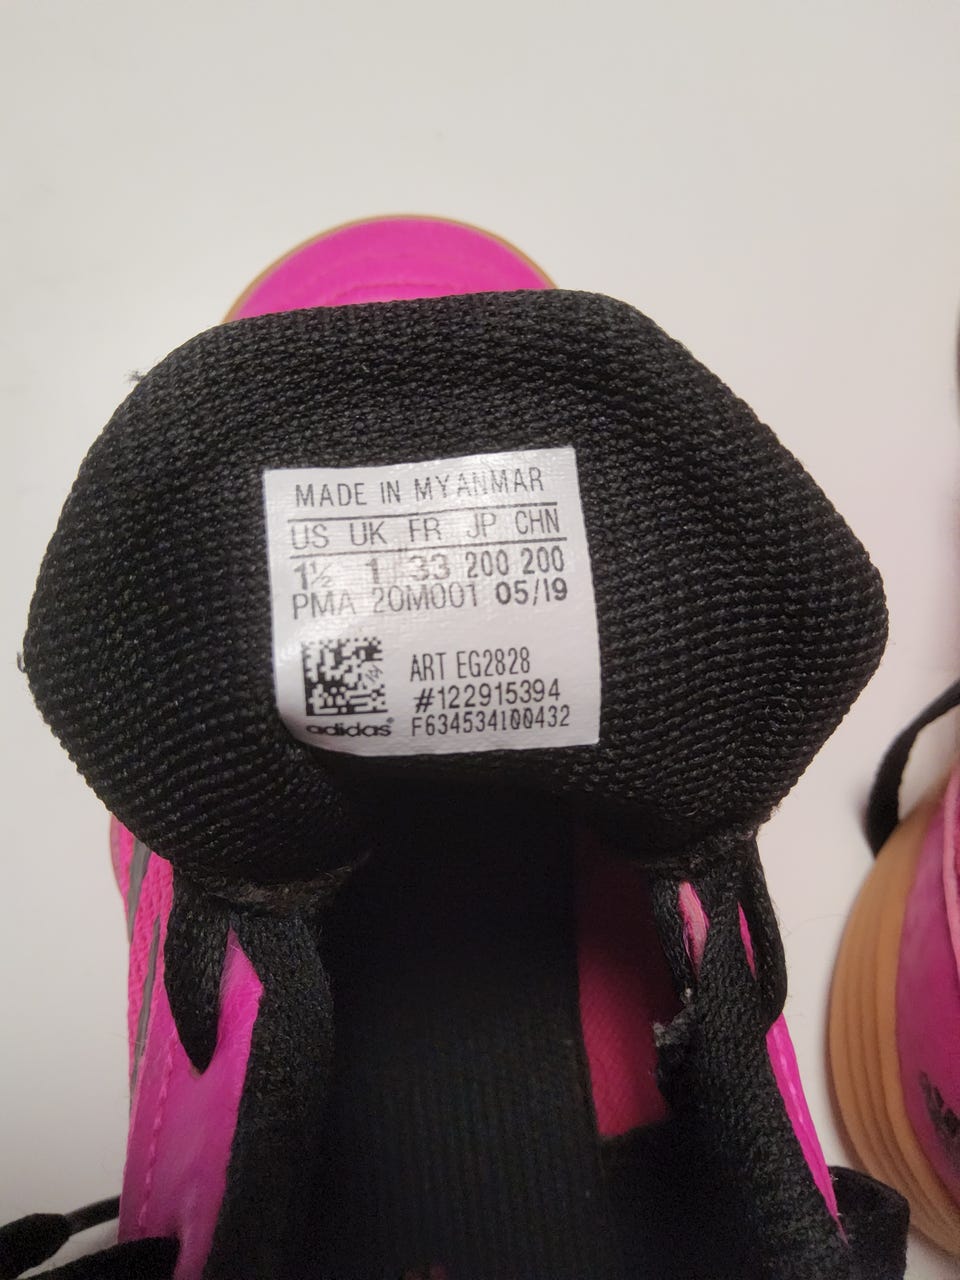 MADE IN MYANMAR
US UK FR JP CHN
1½ 1 33 200 200
PMA 20M001 05/19
ART EG2828
#122915394
adidas F634534100432